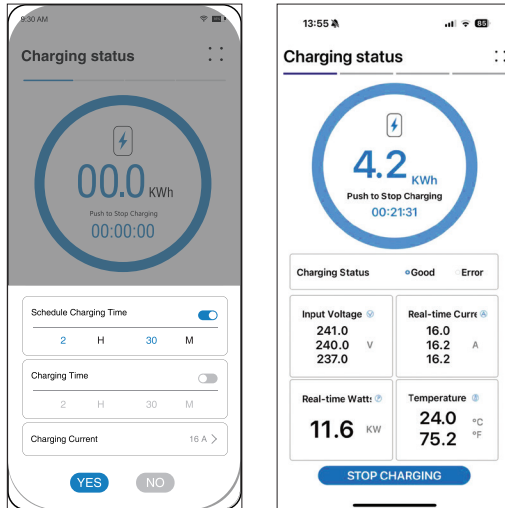 9:30 AM
Charging status
00.0 KWh
Push to Stop Charging
00:00:00
Schedule Charging Time
2 H 30 M
Charging Time
2 H 30 M
Charging Current 16 A >
YES NO
13:55 85
Charging status
4.2 KWh
Push to Stop Charging
00:21:31
Charging Status Good Error
Input Voltage V
241.0
240.0 V
237.0
Real-time Curre A
16.0
16.2 A
16.2
Real-time Watt:
11.6 KW
Temperature
24.0 °C
75.2 °F
STOP CHARGING